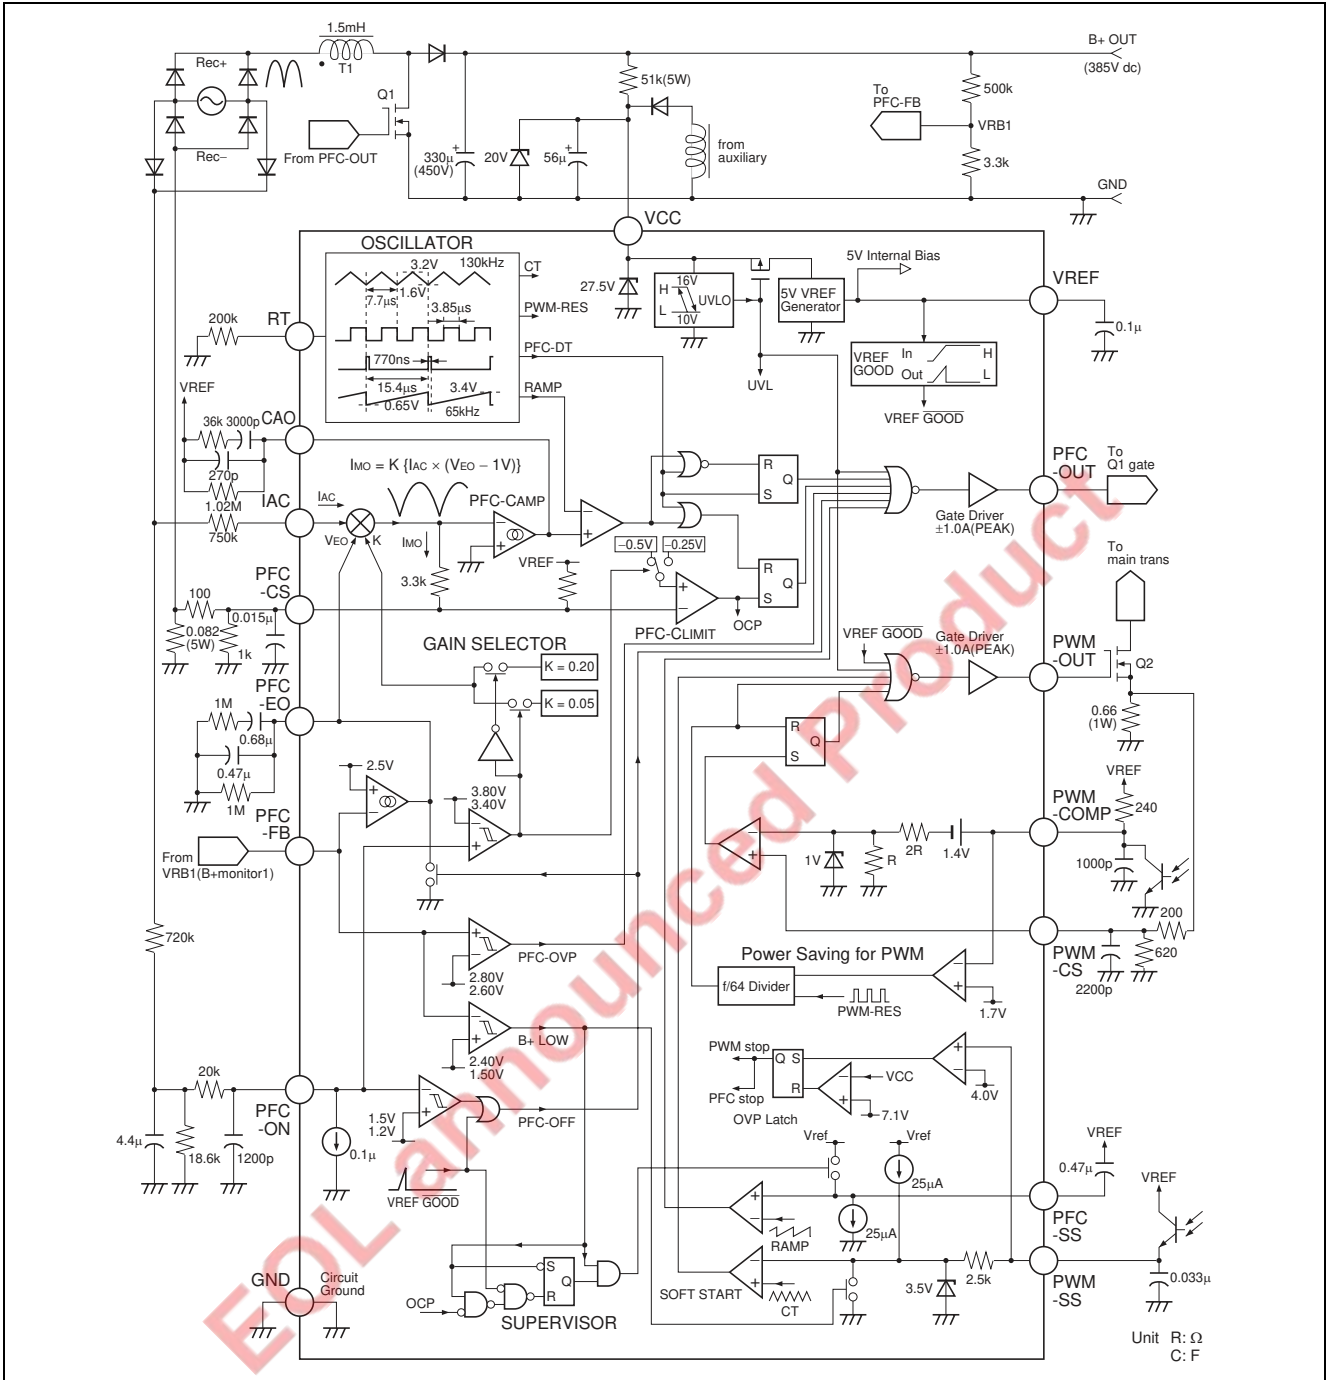 1.5mH
T1
B+ OUT
(385V dc)
Rec+
Rec−
Q1
From PFC-OUT
330µ
(450V)
20V
56µ
51k(5W)
from
auxiliary
To
PFC-FB
500k
VRB1
3.3k
GND
VCC
OSCILLATOR
3.2V
130kHz
1.6V
7.7µs
3.85µs
770ns
15.4µs
3.4V
0.65V
65kHz
CT
PWM-RES
PFC-DT
RAMP
27.5V
H
L
16V
10V
UVLO
UVL
5V VREF
Generator
5V Internal Bias
VREF
0.1µ
VREF
GOOD
In
Out
H
L
VREF GOOD
200k
RT
VREF
36k 3000p
270p
1.02M
CAO
IMO = K {IAC × (VEO − 1V)}
IAC
750k
IAC
VEO
K
IMO
3.3k
PFC-CAMP
VREF
−0.5V
−0.25V
PFC-CLIMIT
OCP
R
S
Q
R
S
Q
Gate Driver
±1.0A(PEAK)
PFC
-OUT
To
Q1 gate
To
main trans
PFC
-CS
100
0.015µ
0.082
(5W)
1k
GAIN SELECTOR
K = 0.20
K = 0.05
VREF GOOD
Gate Driver
±1.0A(PEAK)
PWM
-OUT
Q2
0.66
(1W)
PFC
-EO
1M
0.68µ
0.47µ
1M
2.5V
3.80V
3.40V
R
S
Q
VREF
240
PWM
-COMP
1000p
PFC
-FB
From
VRB1(B+monitor1)
1V
R
2R
1.4V
720k
PFC-OVP
2.80V
2.60V
200
620
PWM
-CS
2200p
Power Saving for PWM
f/64 Divider
PWM-RES
1.7V
B+ LOW
2.40V
1.50V
PWM stop
PFC stop
Q S
R
OVP Latch
VCC
7.1V
4.0V
20k
PFC
-ON
4.4µ
18.6k
1200p
0.1µ
1.5V
1.2V
PFC-OFF
VREF GOOD
Vref
Vref
25µA
25µA
RAMP
VREF
0.47µ
PFC
-SS
VREF
SOFT START
CT
3.5V
2.5k
PWM
-SS
0.033µ
GND
Circuit
Ground
OCP
S
R
Q
SUPERVISOR
Unit R: Ω
C: F
EOL announced Product